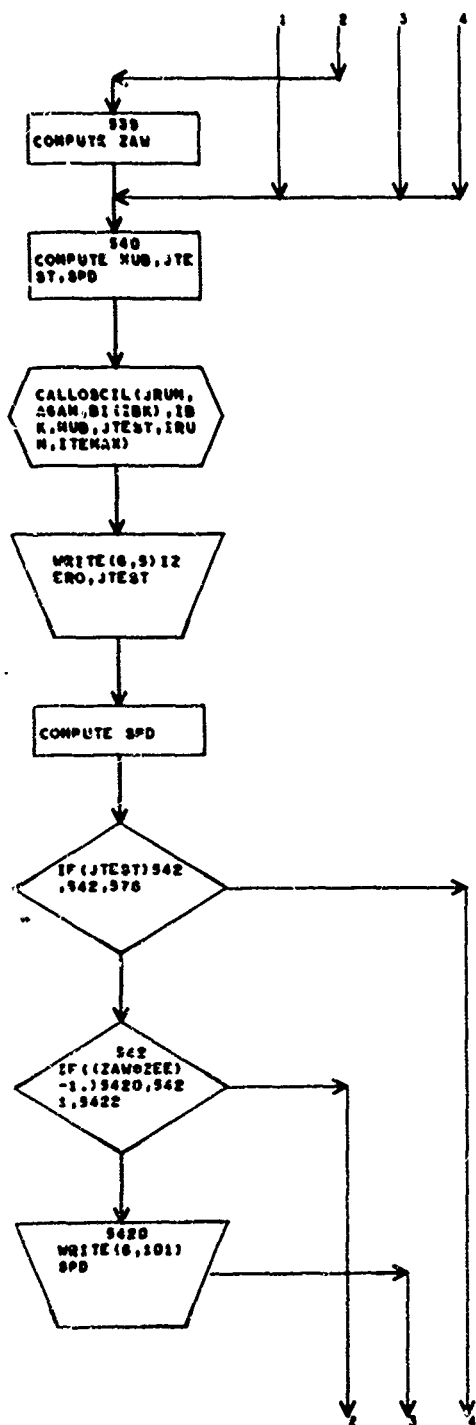 1 2 3 4
539
COMPUTE ZAW
540
COMPUTE XUB,JTE
ST,SPD
CALLOSCIL(JRUN,
AGAM,BI(IBK),IB
K,XUB,JTEST,IRU
N,ITEMAX)
WRITE(6,5)IZ
ERO,JTEST
COMPUTE SPD
IF(JTEST)542
,542,576
542
IF((ZAW@ZEE)
-1.)5420,542
1,5422
5420
WRITE(6,101)
SPD
2 3